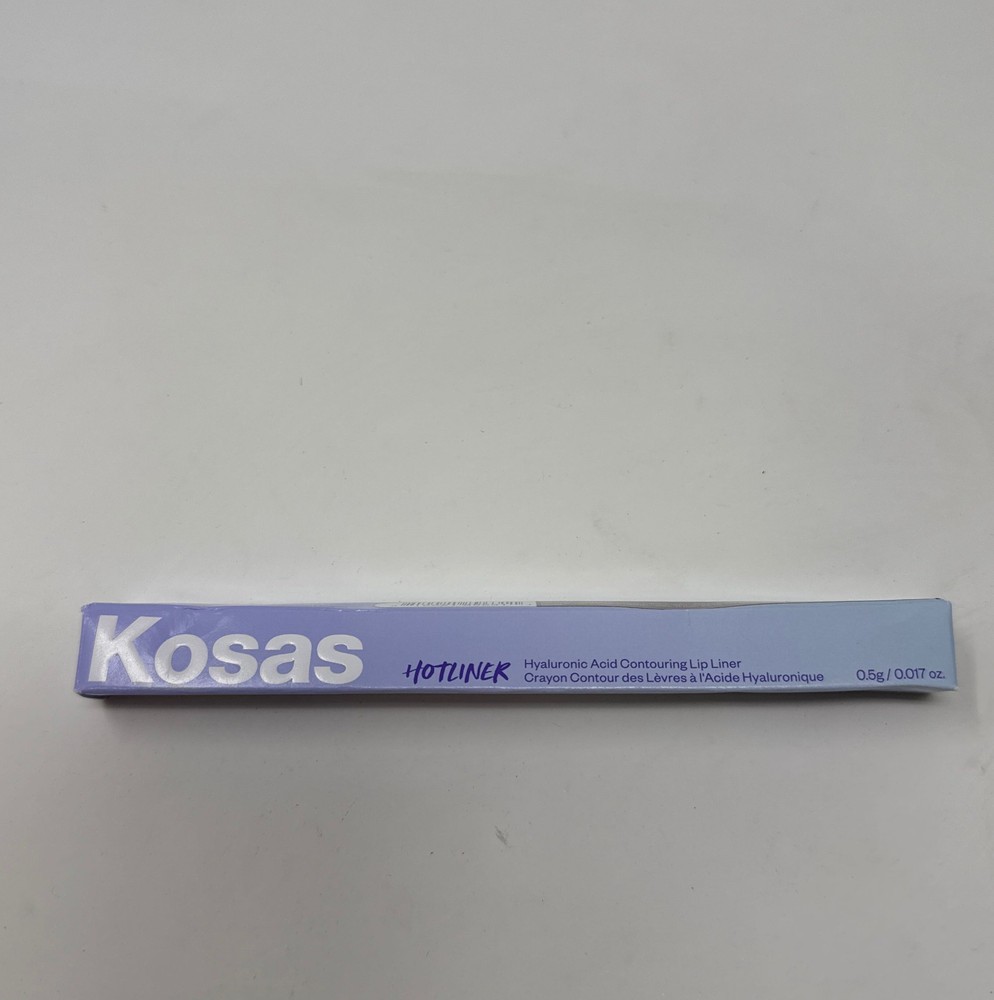 Kosas
HOTLINER
Hyaluronic Acid Contouring Lip Liner
Crayon Contour des Lèvres à l'Acide Hyaluronique
0.5g / 0.017 oz.